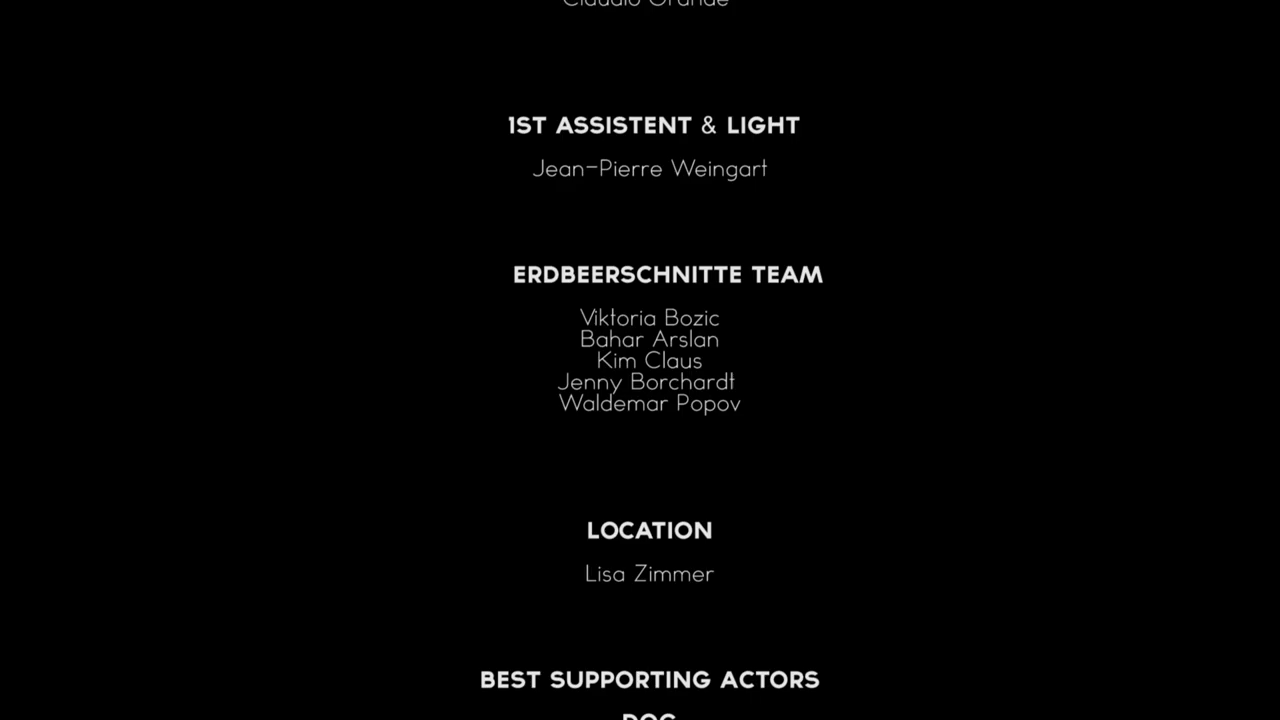 1ST ASSISTENT & LIGHT
Jean-Pierre Weingart
ERDBEERSCHNITTE TEAM
Viktoria Bozic
Bahar Arslan
Kim Claus
Jenny Borchardt
Waldemar Popov
LOCATION
Lisa Zimmer
BEST SUPPORTING ACTORS